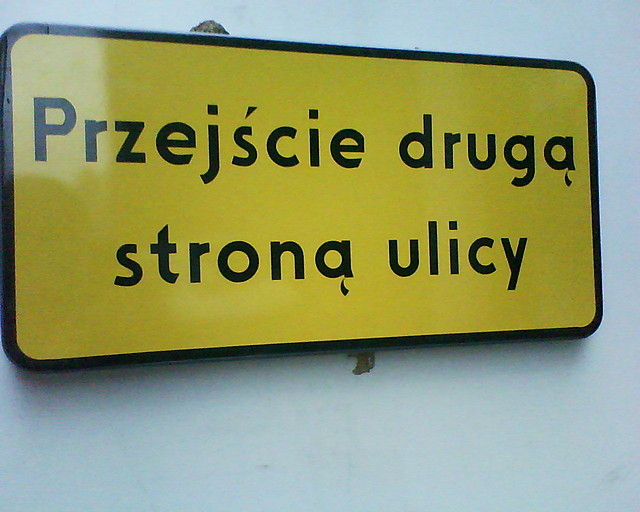 Przejście drugą
stroną ulicy